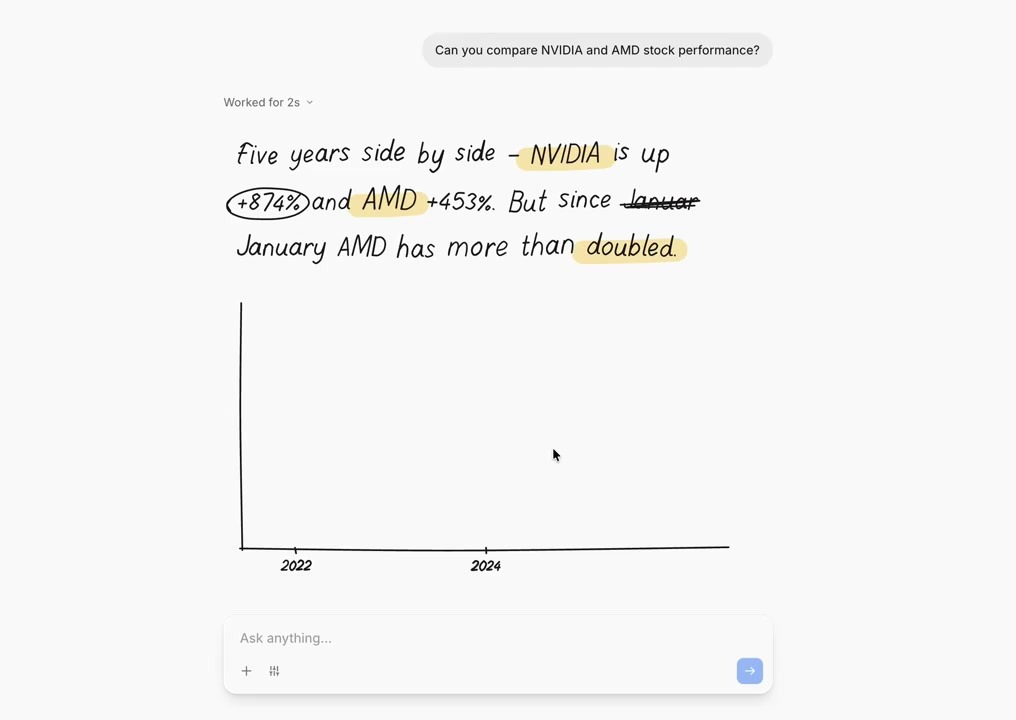 Can you compare NVIDIA and AMD stock performance?
Worked for 2s
Five years side by side – NVIDIA is up
+874% and AMD +453%. But since Januar
January AMD has more than doubled.
2022 2024
Ask anything...